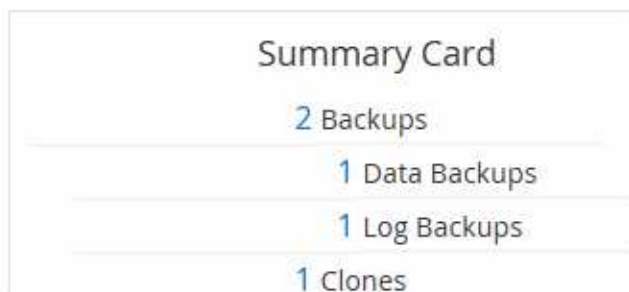 Summary Card
2 Backups
1 Data Backups
1 Log Backups
1 Clones